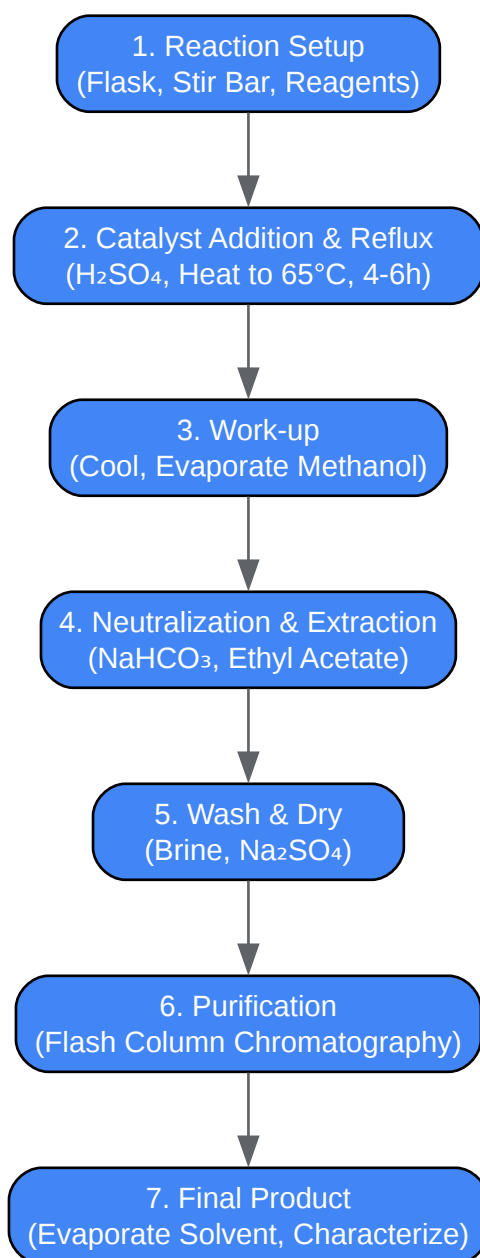 1. Reaction Setup
(Flask, Stir Bar, Reagents)
2. Catalyst Addition & Reflux
(H₂SO₄, Heat to 65°C, 4-6h)
3. Work-up
(Cool, Evaporate Methanol)
4. Neutralization & Extraction
(NaHCO₃, Ethyl Acetate)
5. Wash & Dry
(Brine, Na₂SO₄)
6. Purification
(Flash Column Chromatography)
7. Final Product
(Evaporate Solvent, Characterize)